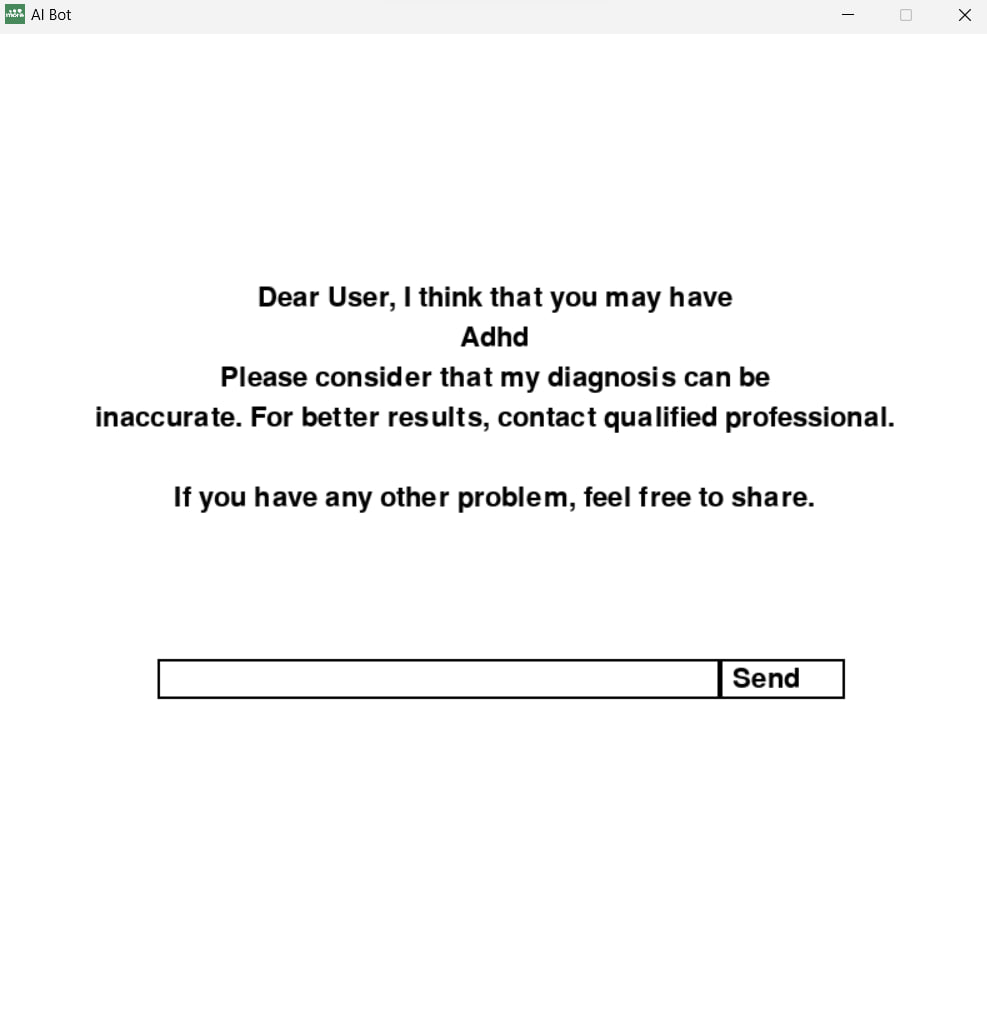 AI Bot
Dear User, I think that you may have
Adhd
Please consider that my diagnosis can be
inaccurate. For better results, contact qualified professional.
If you have any other problem, feel free to share.
Send